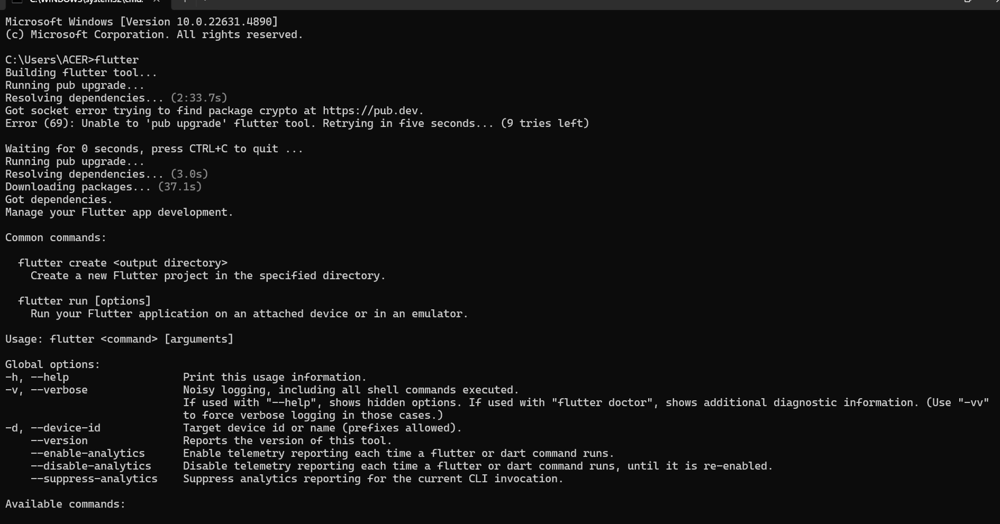 C:\WINDOWS\system32\cmd.
Microsoft Windows [Version 10.0.22631.4890]
(c) Microsoft Corporation. All rights reserved.
C:\Users\ACER>flutter
Building flutter tool...
Running pub upgrade...
Resolving dependencies... (2:33.7s)
Got socket error trying to find package crypto at https://pub.dev.
Error (69): Unable to 'pub upgrade' flutter tool. Retrying in five seconds... (9 tries left)
Waiting for 0 seconds, press CTRL+C to quit ...
Running pub upgrade...
Resolving dependencies... (3.0s)
Downloading packages... (37.1s)
Got dependencies.
Manage your Flutter app development.
Common commands:
flutter create <output directory>
Create a new Flutter project in the specified directory.
flutter run [options]
Run your Flutter application on an attached device or in an emulator.
Usage: flutter <command> [arguments]
Global options:
-h, --help Print this usage information.
-v, --verbose Noisy logging, including all shell commands executed.
If used with "--help", shows hidden options. If used with "flutter doctor", shows additional diagnostic information. (Use "-vv"
to force verbose logging in those cases.)
-d, --device-id Target device id or name (prefixes allowed).
--version Reports the version of this tool.
--enable-analytics Enable telemetry reporting each time a flutter or dart command runs.
--disable-analytics Disable telemetry reporting each time a flutter or dart command runs, until it is re-enabled.
--suppress-analytics Suppress analytics reporting for the current CLI invocation.
Available commands: